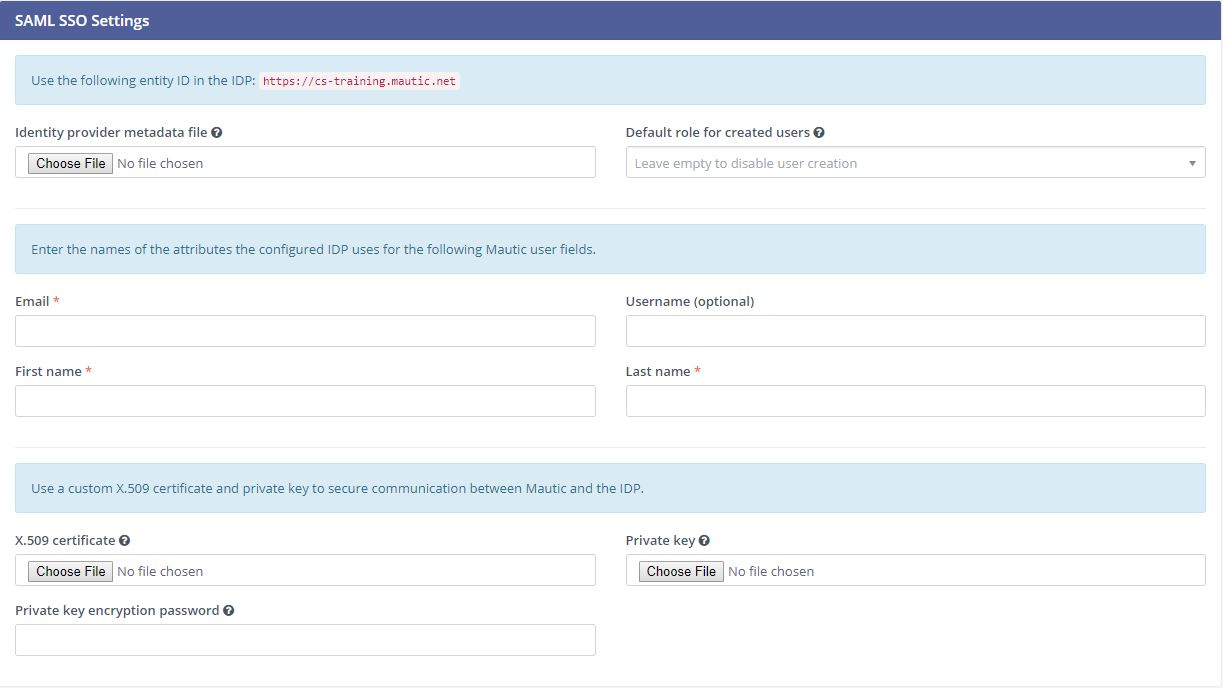 SAML SSO Settings
Use the following entity ID in the IDP: https://cs-training.mautic.net
Identity provider metadata file
Default role for created users
Choose File No file chosen
Leave empty to disable user creation
Enter the names of the attributes the configured IDP uses for the following Mautic user fields.
Email *
Username (optional)
First name *
Last name *
Use a custom X.509 certificate and private key to secure communication between Mautic and the IDP.
X.509 certificate
Private key
Choose File No file chosen
Choose File No file chosen
Private key encryption password